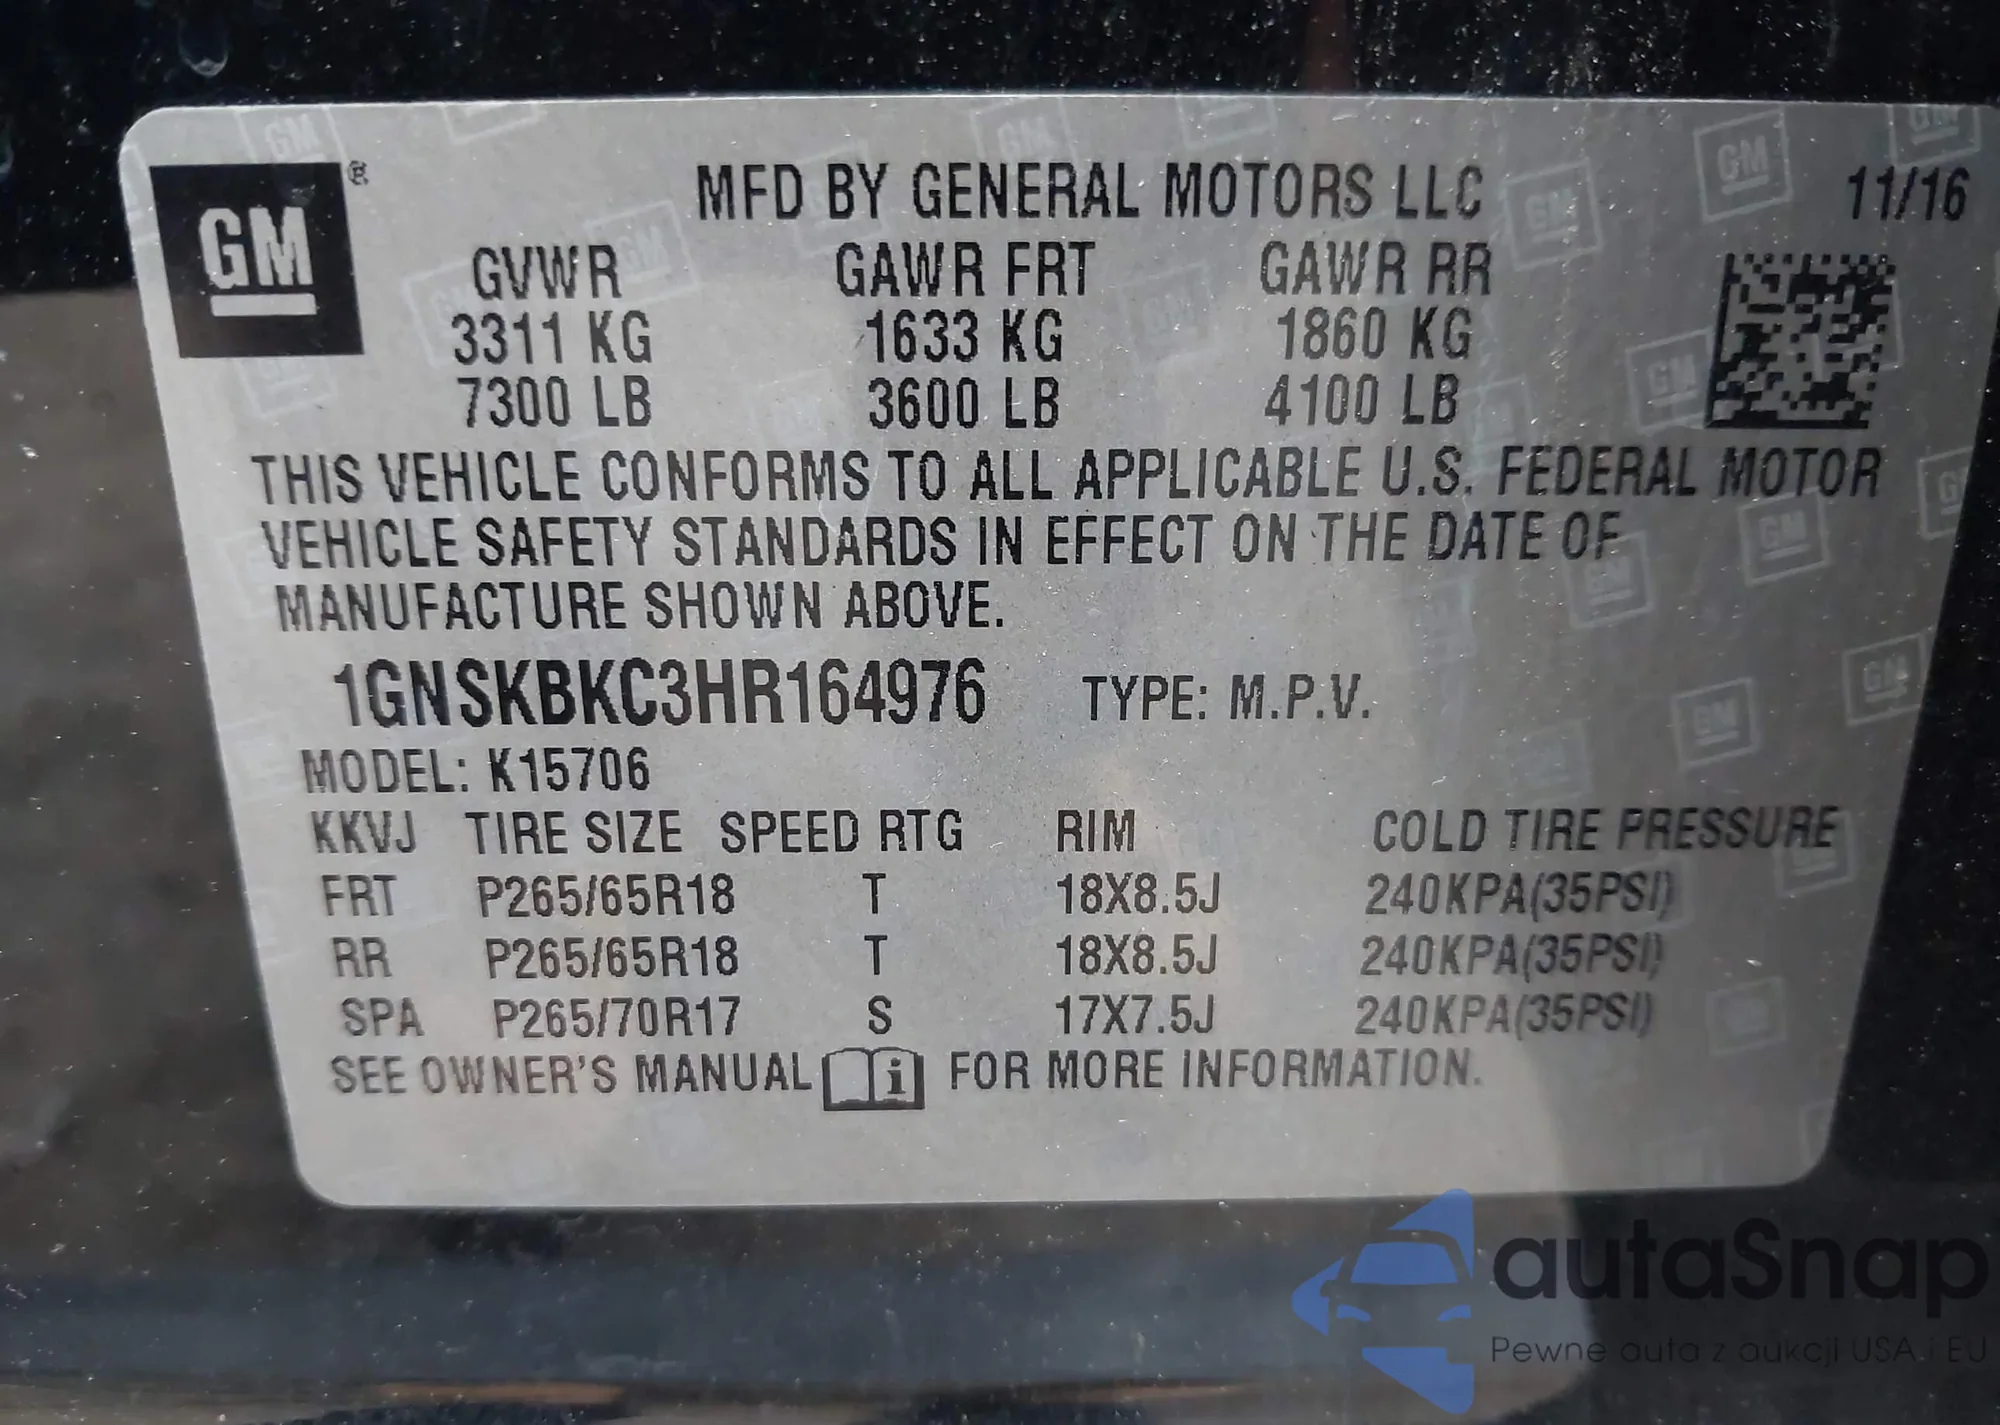 GM ® MFD BY GENERAL MOTORS LLC 11/16
GVWR GAWR FRT GAWR RR
3311 KG 1633 KG 1860 KG
7300 LB 3600 LB 4100 LB
THIS VEHICLE CONFORMS TO ALL APPLICABLE U.S. FEDERAL MOTOR
VEHICLE SAFETY STANDARDS IN EFFECT ON THE DATE OF
MANUFACTURE SHOWN ABOVE.
1GNSKBKC3HR164976 TYPE: M.P.V.
MODEL: K15706
KKVJ TIRE SIZE SPEED RTG RIM COLD TIRE PRESSURE
FRT P265/65R18 T 18X8.5J 240KPA(35PSI)
RR P265/65R18 T 18X8.5J 240KPA(35PSI)
SPA P265/70R17 S 17X7.5J 240KPA(35PSI)
SEE OWNER'S MANUAL i FOR MORE INFORMATION.
autaSnap
Pewne auta z aukcji USA i EU